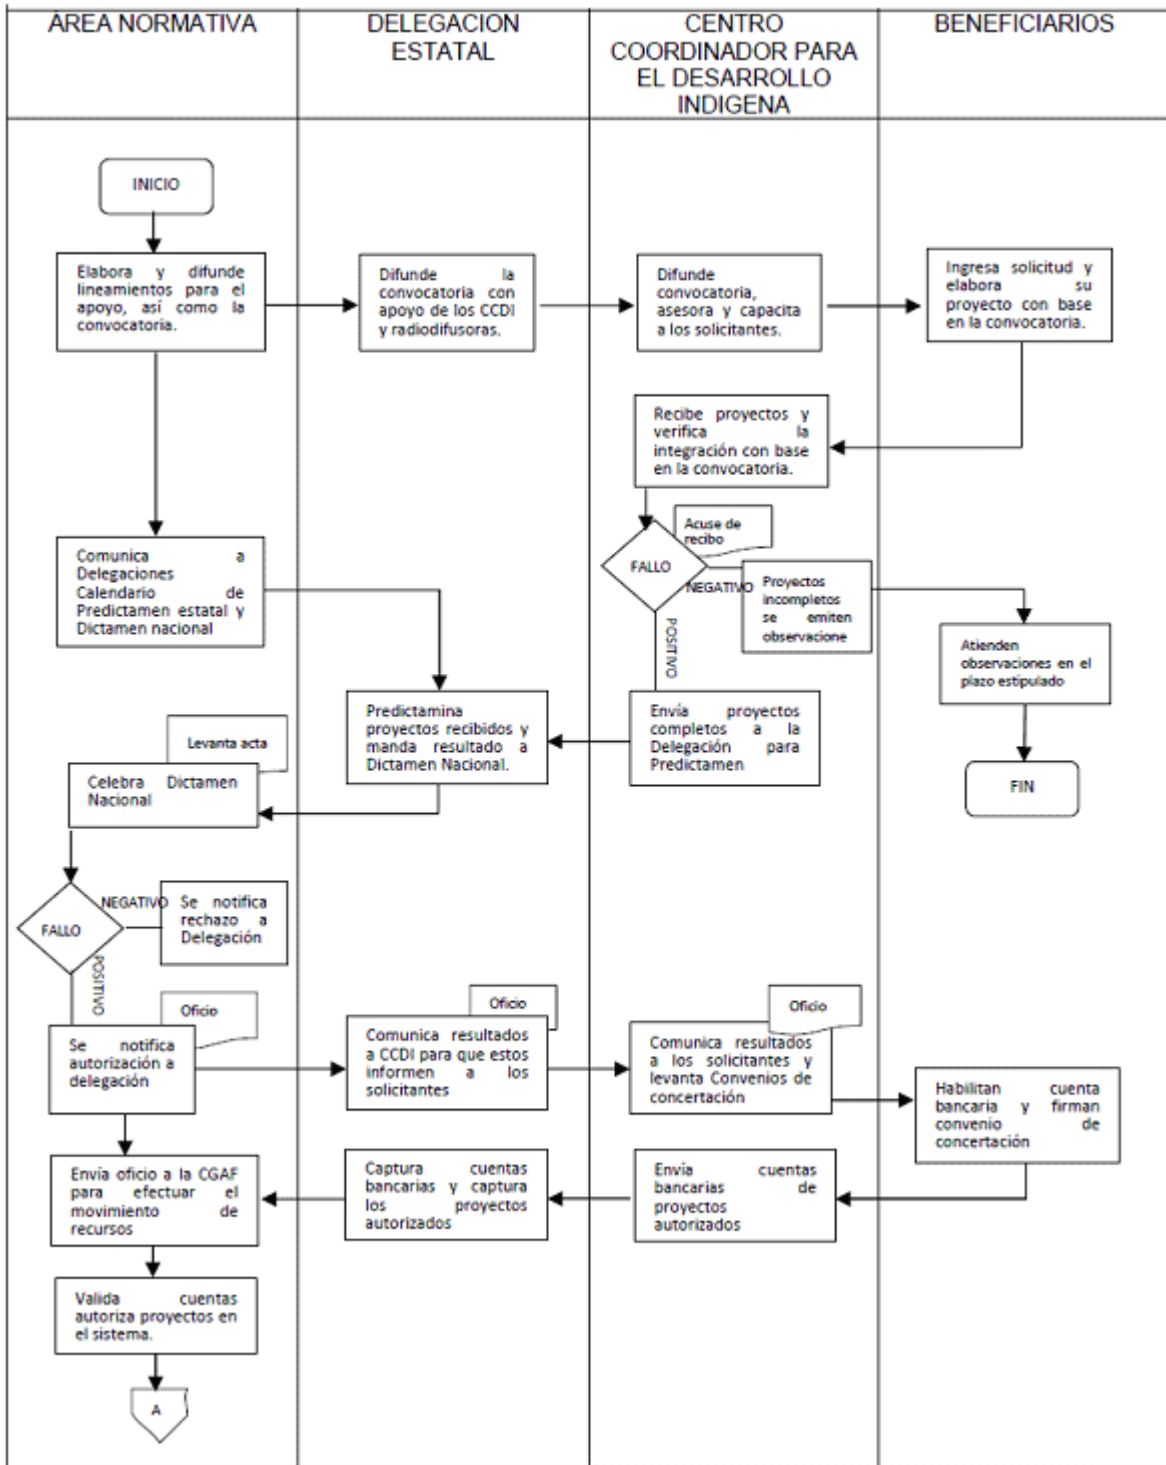 ÁREA NORMATIVA
DELEGACION
ESTATAL
CENTRO
COORDINADOR PARA
EL DESARROLLO
INDIGENA
BENEFICIARIOS
INICIO
Elabora y difunde
lineamientos para el
apoyo, así como la
convocatoria.
Difunde la
convocatoria con
apoyo de los CCDI
y radiodifusoras.
Difunde
convocatoria,
asesora y capacita
a los solicitantes.
Ingresa solicitud y
elabora su
proyecto con base
en la convocatoria.
Recibe proyectos y
verifica la
integración con base
en la convocatoria.
Acuse de
recibo
FALLO
NEGATIVO
Proyectos
incompletos
se emiten
observacione
POSITIVO
Comunica a
Delegaciones
Calendario de
Predictamen estatal y
Dictamen nacional
Atienden
observaciones en el
plazo estipulado
FIN
Envía proyectos
completos a la
Delegación para
Predictamen
Predictamina
proyectos recibidos y
manda resultado a
Dictamen Nacional.
Levanta acta
Celebra Dictamen
Nacional
FALLO
NEGATIVO
Se notifica
rechazo a
Delegación
POSITIVO
Oficio
Se notifica
autorización a
delegación
Oficio
Comunica resultados
a CCDI para que estos
informen a los
solicitantes
Oficio
Comunica resultados
a los solicitantes y
levanta Convenios de
concertación
Habilitan cuenta
bancaria y firman
convenio de
concertación
Envía cuentas
bancarias de
proyectos
autorizados
Captura cuentas
bancarias y captura
los proyectos
autorizados
Envía oficio a la CGAF
para efectuar el
movimiento de
recursos
Valida cuentas
autoriza proyectos en
el sistema.
A